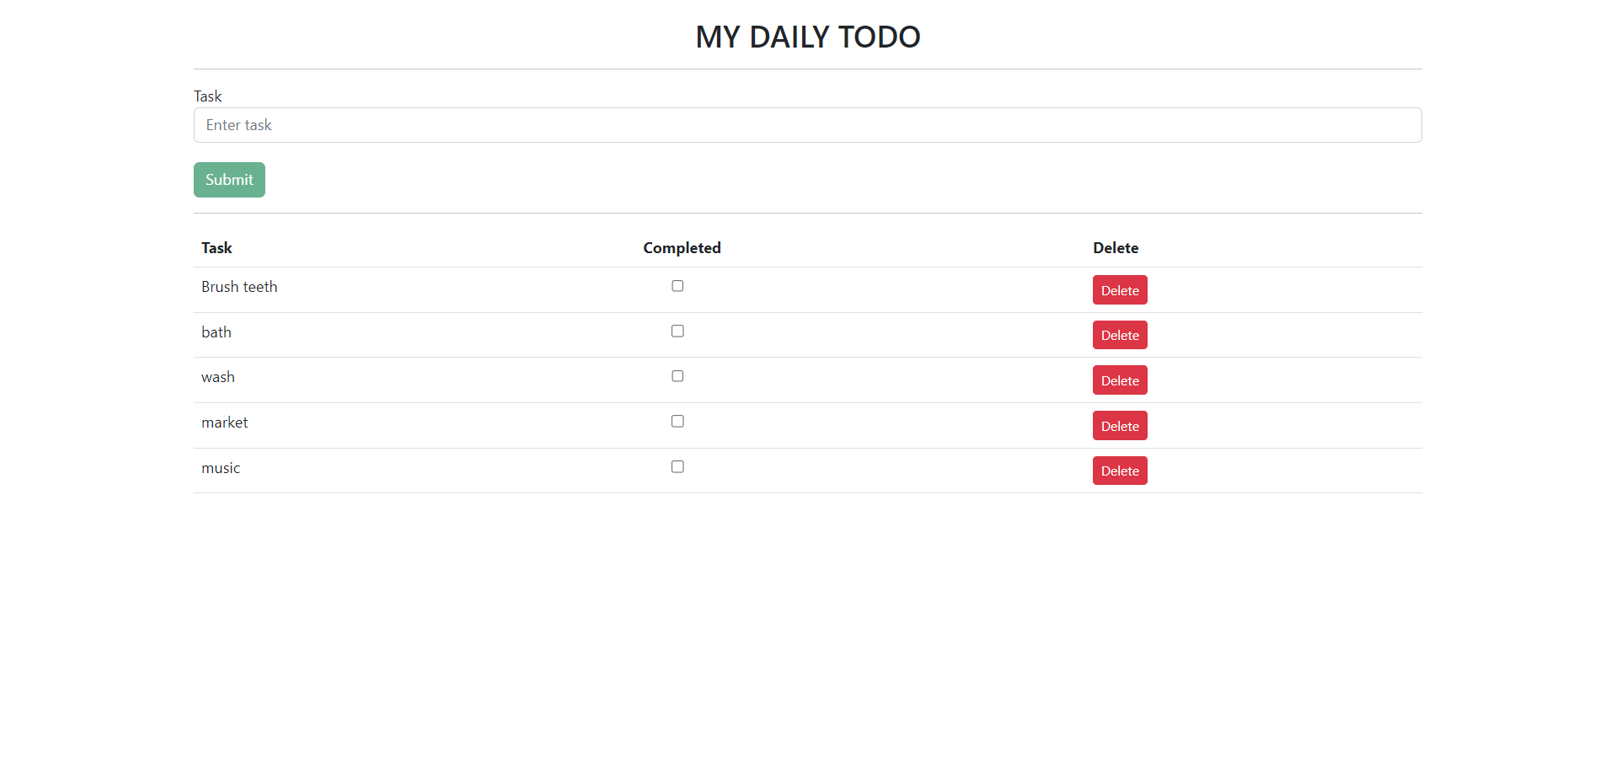 MY DAILY TODO
Task
Enter task
Submit
Task Completed Delete
Brush teeth Delete
bath Delete
wash Delete
market Delete
music Delete